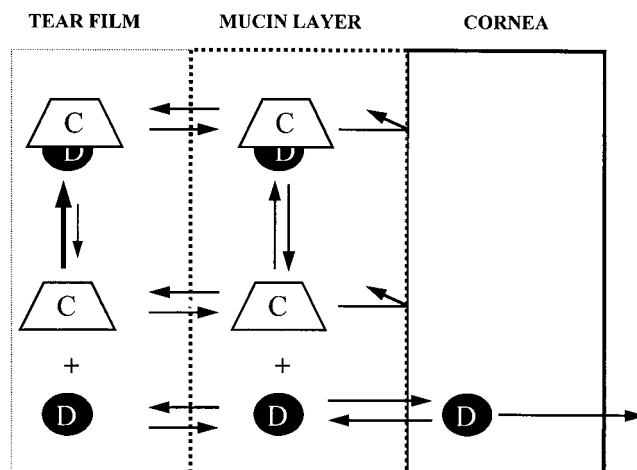 TEAR FILM MUCIN LAYER CORNEA
C C
D D
C C
+ +
D D D